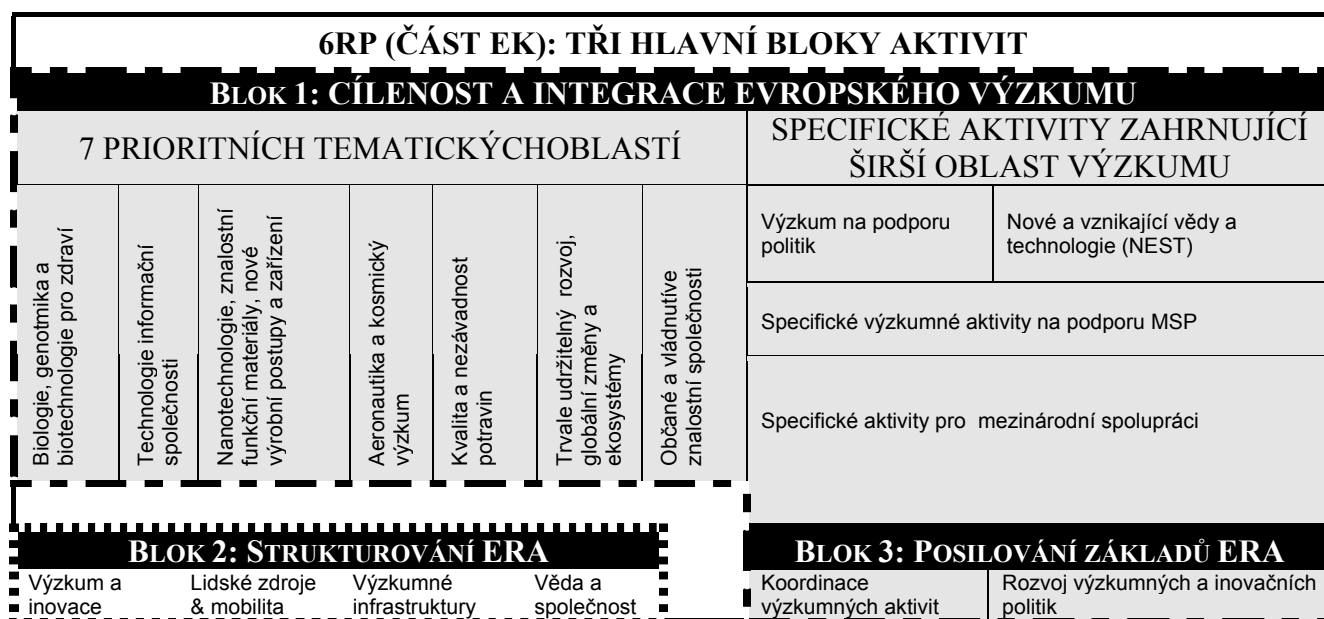 6RP (ČÁST EK): TŘI HLAVNÍ BLOKY AKTIVIT
BLOK 1: CÍLENOST A INTEGRACE EVROPSKÉHO VÝZKUMU
7 PRIORITNÍCH TEMATICKÝCHOBLASTÍ
SPECIFICKÉ AKTIVITY ZAHRNUJÍCÍ
ŠIRŠÍ OBLAST VÝZKUMU
Biologie, genotmika a
biotechnologie pro zdraví
Technologie informační
společnosti
Nanotechnologie, znalostní
funkční materiály, nové
výrobní postupy a zařízení
Aeronautika a kosmický
výzkum
Kvalita a nezávadnost
potravin
Trvale udržitelný rozvoj,
globální změny a
ekosystémy
Občané a vládnutíve
znalostní společnosti
Výzkum na podporu
politik
Nové a vznikající vědy a
technologie (NEST)
Specifické výzkumné aktivity na podporu MSP
Specifické aktivity pro mezinárodní spolupráci
BLOK 2: STRUKTUROVÁNÍ ERA
Výzkum a
inovace
Lidské zdroje
& mobilita
Výzkumné
infrastruktury
Věda a
společnost
BLOK 3: POSILOVÁNÍ ZÁKLADŮ ERA
Koordinace
výzkumných aktivit
Rozvoj výzkumných a inovačních
politik